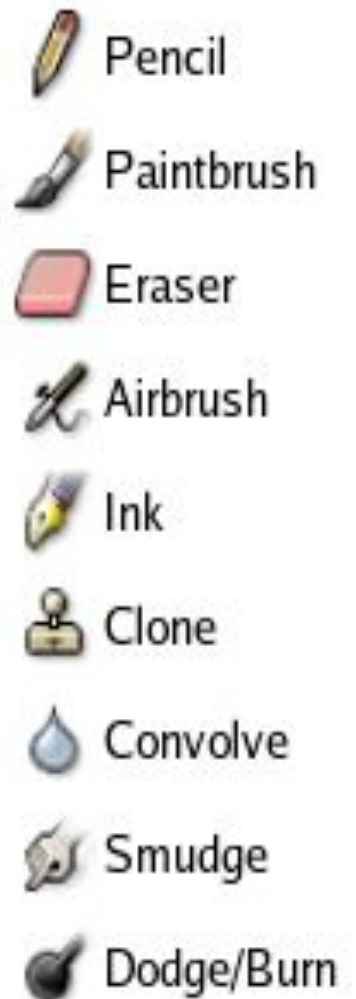 Pencil
Paintbrush
Eraser
Airbrush
Ink
Clone
Convolve
Smudge
Dodge/Burn